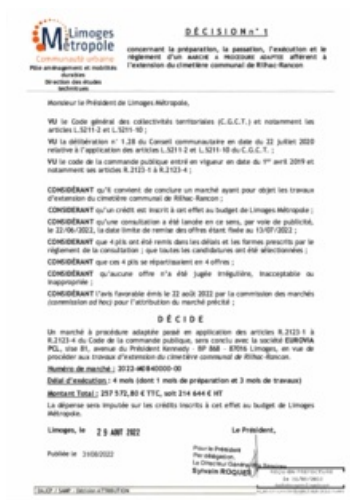 Limoges
Métropole
Communauté urbaine
Pôle aménagement et mobilités
durables
Direction des études
techniques
DÉCISION n° 1
concernant la préparation, la passation, l'exécution et le
règlement d'un MARCHÉ A PROCEDURE ADAPTEE afférent à
l'extension du cimetière communal de Rilhac-Rancon
Monsieur le Président de Limoges Métropole,
VU le Code général des collectivités territoriales (C.G.C.T.) et notamment les
articles L.5211-2 et L.5211-10 ;
VU la délibération n° 1.28 du Conseil communautaire en date du 22 juillet 2020
relative à l'application des articles L.5211-2 et L.5211-10 du C.G.C.T. ;
VU le code de la commande publique entré en vigueur en date du 1er avril 2019 et
notamment ses articles R.2123-1 à R.2123-4 ;
CONSIDÉRANT qu'il convient de conclure un marché ayant pour objet les travaux
d'extension du cimetière communal de Rilhac-Rancon ;
CONSIDÉRANT qu'un crédit est inscrit à cet effet au budget de Limoges Métropole ;
CONSIDÉRANT qu'une consultation a été lancée en ce sens, par voie de publicité,
le 22/06/2022, la date limite de remise des offres étant fixée au 13/07/2022 ;
CONSIDÉRANT que 4 plis ont été remis dans les délais et les formes prescrits par le
règlement de la consultation ; que toutes les candidatures ont été sélectionnées ;
CONSIDÉRANT que ces 4 plis se répartissaient en 4 offres ;
CONSIDÉRANT qu'aucune offre n'a été jugée irrégulière, inacceptable ou
inappropriée ;
CONSIDÉRANT l'avis favorable émis le 22 août 2022 par la commission des marchés
(commission ad hoc) pour l'attribution du marché précité ;
DÉCIDE
Un marché à procédure adaptée passé en application des articles R.2123-1 à
R.2123-4 du Code de la commande publique, sera conclu avec la société EUROVIA
PCL, sise 81, avenue du Président Kennedy - BP 868 - 87016 Limoges, en vue de
procéder aux travaux d'extension du cimetière communal de Rilhac-Rancon.
Numéro de marché : 2022-MDB40000-00
Délai d'exécution : 4 mois (dont 1 mois de préparation et 3 mois de travaux)
Montant Total : 257 572,80 € TTC, soit 214 644 € HT
La dépense sera imputée sur les crédits inscrits à cet effet au budget de Limoges
Métropole.
Limoges, le 29 AOUT 2022
Le Président,
Publiée le 31/08/2022
Pour le Président
Par délégation,
Le Directeur Général des Services
Sylvain ROQUES